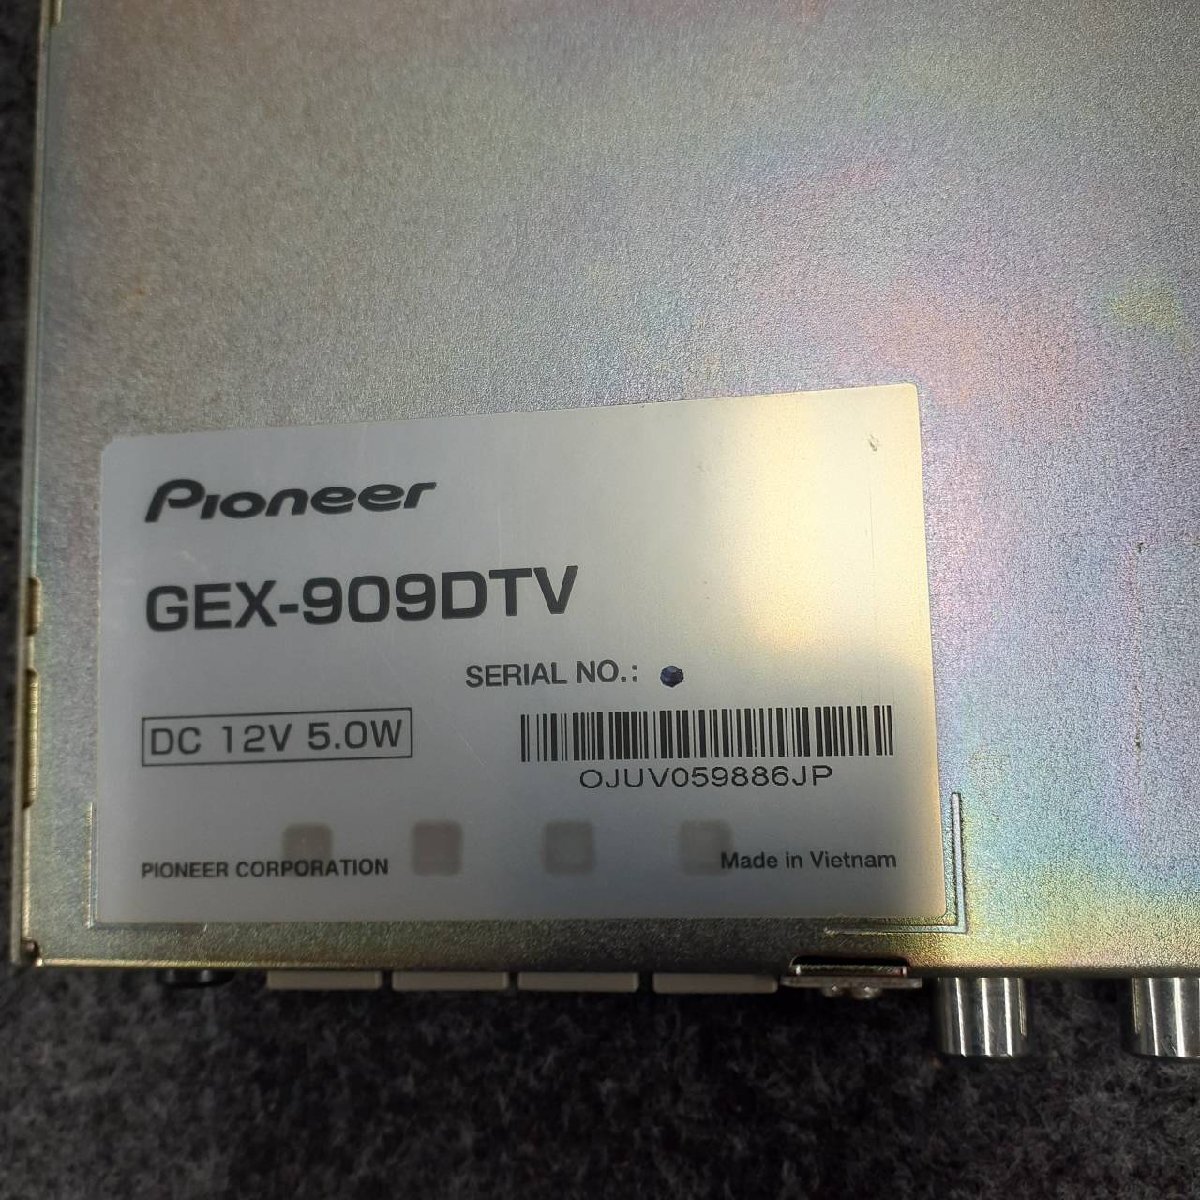 Pioneer
GEX-909DTV
SERIAL NO.:
DC 12V 5.0W
OJUV059886JP
PIONEER CORPORATION
Made in Vietnam